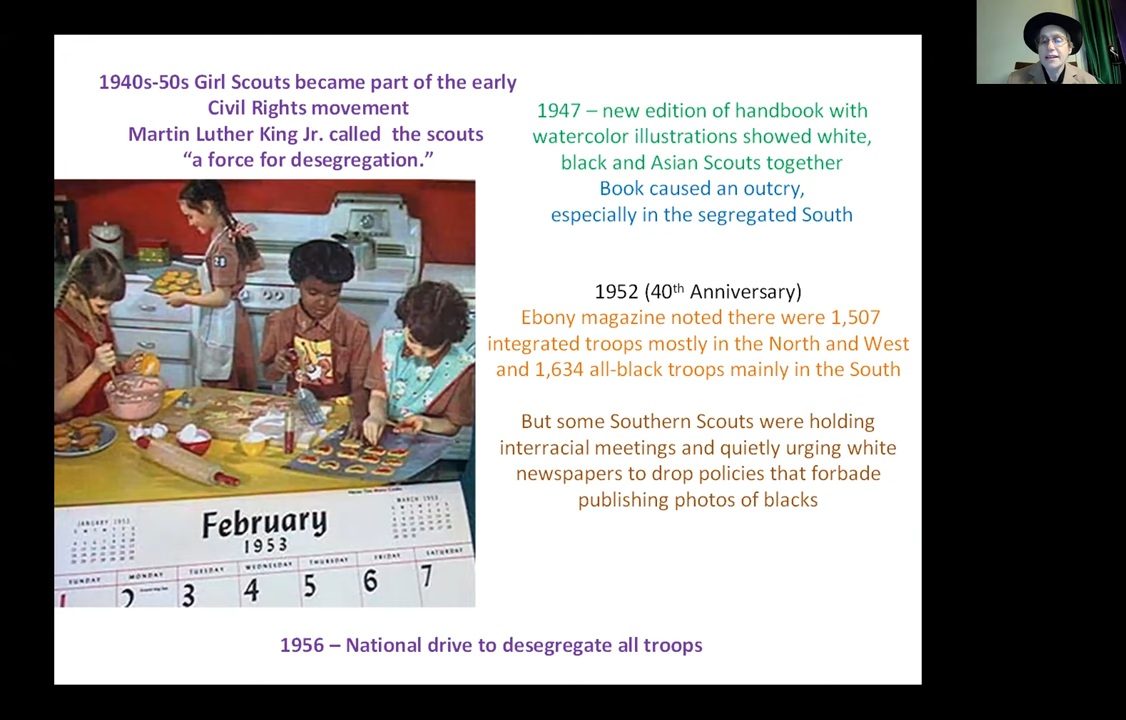 1940s-50s Girl Scouts became part of the early
Civil Rights movement
Martin Luther King Jr. called the scouts
“a force for desegregation.”
1947 – new edition of handbook with
watercolor illustrations showed white,
black and Asian Scouts together
Book caused an outcry,
especially in the segregated South
1952 (40th Anniversary)
Ebony magazine noted there were 1,507
integrated troops mostly in the North and West
and 1,634 all-black troops mainly in the South
But some Southern Scouts were holding
interracial meetings and quietly urging white
newspapers to drop policies that forbade
publishing photos of blacks
JANUARY 1953
February
1953
MARCH 1953
SUNDAY MONDAY TUESDAY WEDNESDAY THURSDAY FRIDAY SATURDAY
1 2 3 4 5 6 7
1956 – National drive to desegregate all troops